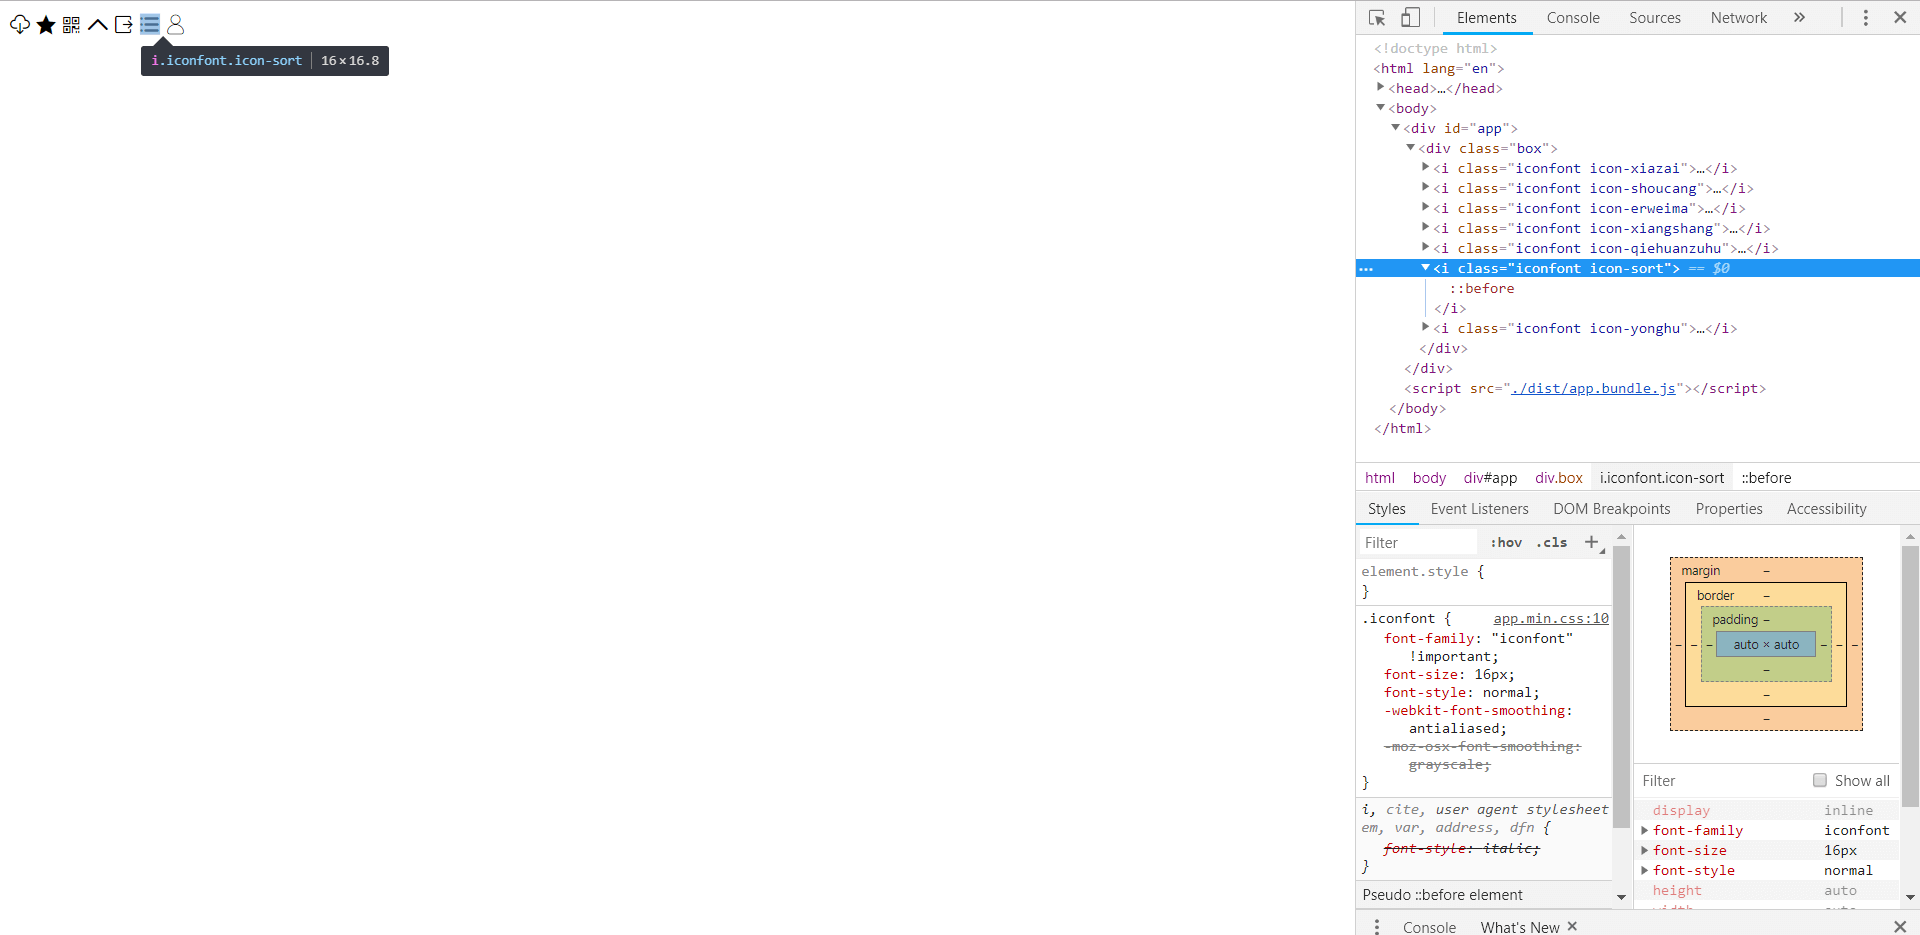 i.iconfont.icon-sort | 16×16.8
Elements Console Sources Network »
<!doctype html>
<html lang="en">
<head>…</head>
<body>
<div id="app">
<div class="box">
<i class="iconfont icon-xiazai">…</i>
<i class="iconfont icon-shoucang">…</i>
<i class="iconfont icon-erweima">…</i>
<i class="iconfont icon-xiangshang">…</i>
<i class="iconfont icon-qiehuanzuhu">…</i>
… <i class="iconfont icon-sort"> == $0
::before
</i>
<i class="iconfont icon-yonghu">…</i>
</div>
</div>
<script src="./dist/app.bundle.js"></script>
</body>
</html>
html body div#app div.box i.iconfont.icon-sort ::before
Styles Event Listeners DOM Breakpoints Properties Accessibility
Filter :hov .cls +
element.style {
}
.iconfont { app.min.css:10
font-family: "iconfont"
!important;
font-size: 16px;
font-style: normal;
-webkit-font-smoothing:
antialiased;
-moz-osx-font-smoothing:
grayscale;
}
i, cite, user agent stylesheet
em, var, address, dfn {
font-style: italic;
}
Pseudo ::before element
margin –
border –
padding –
– – – auto × auto – – –
–
–
–
Filter Show all
display inline
font-family iconfont
font-size 16px
font-style normal
height auto
Console What's New ×